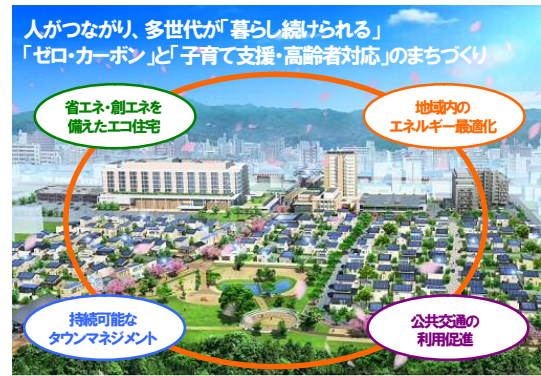 人がつながり、多世代が「暮らし続けられる」
「ゼロ・カーボン」と「子育て支援・高齢者対応」のまちづくり
省エネ・創エネを
備えたエコ住宅
地域内の
エネルギー最適化
持続可能な
タウンマネジメント
公共交通の
利用促進